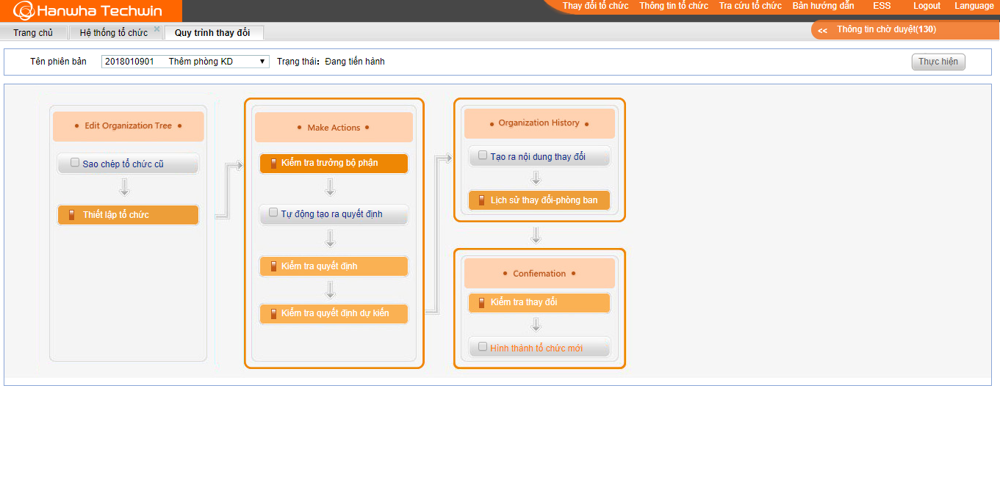 Hanwha Techwin
Thay đổi tổ chức Thông tin tổ chức Tra cứu tổ chức Bản hướng dẫn ESS Logout Language
Trang chủ Hệ thống tổ chức Quy trình thay đổi
<< Thông tin chờ duyệt(130)
Tên phiên bản 2018010901 Thêm phòng KD Trạng thái: Đang tiến hành Thực hiện
Edit Organization Tree
Sao chép tổ chức cũ
Thiết lập tổ chức
Make Actions
Kiểm tra trưởng bộ phận
Tự động tạo ra quyết định
Kiểm tra quyết định
Kiểm tra quyết định dự kiến
Organization History
Tạo ra nội dung thay đổi
Lịch sử thay đổi-phòng ban
Confiemation
Kiểm tra thay đổi
Hình thành tổ chức mới